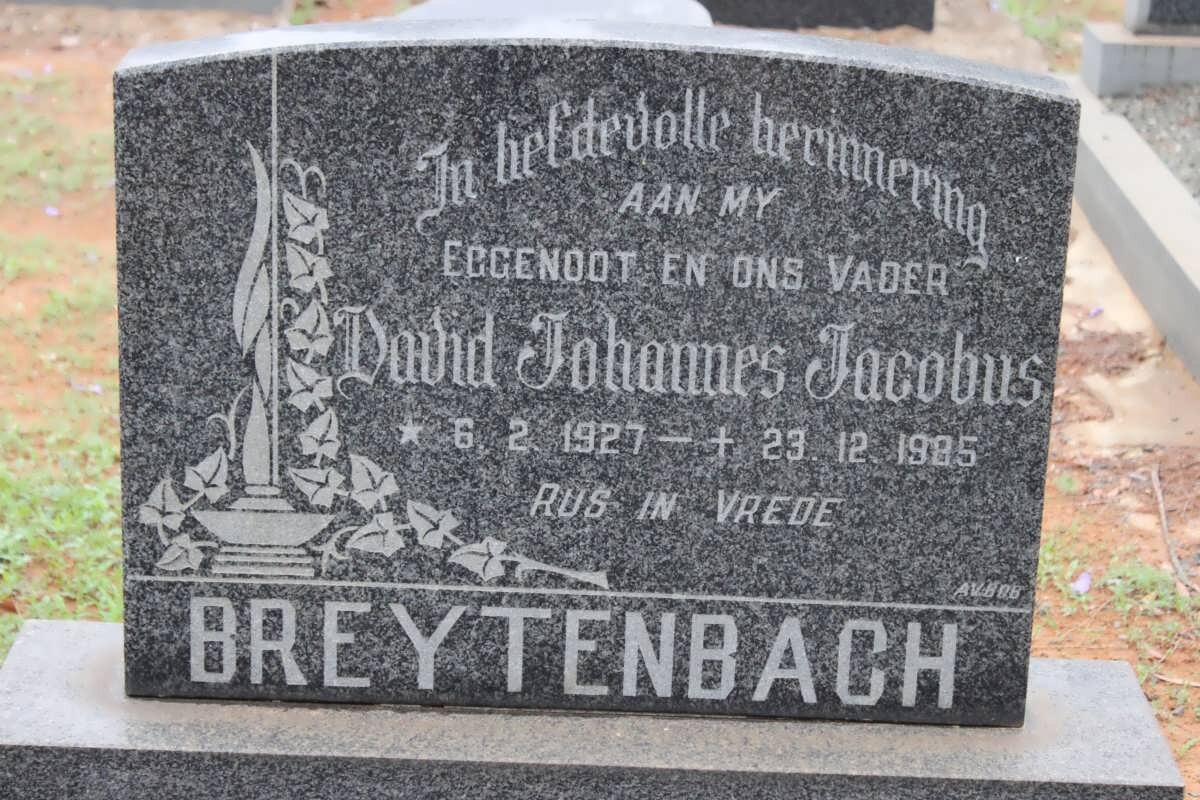 In liefdevolle herinnering
AAN MY
EGGENOOT EN ONS VADER
David Johannes Jacobus
* 6. 2. 1927 — + 23. 12. 1985
RUS IN VREDE
BREYTENBACH